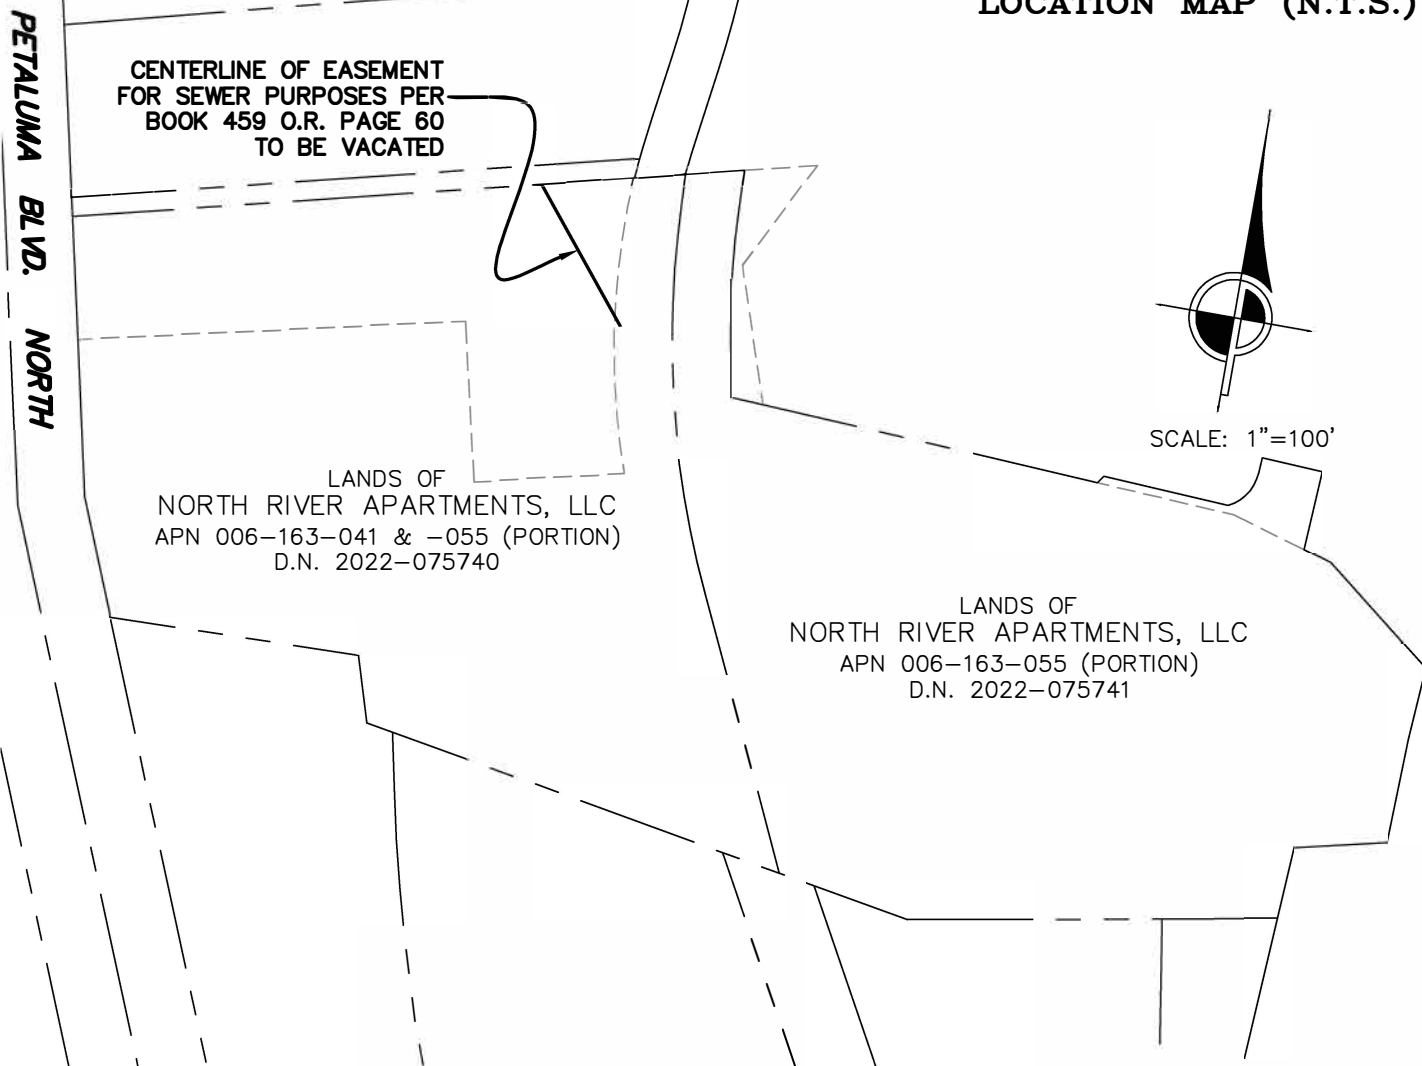 LOCATION MAP (N.T.S.)
PETALUMA BLVD. NORTH
CENTERLINE OF EASEMENT
FOR SEWER PURPOSES PER
BOOK 459 O.R. PAGE 60
TO BE VACATED
SCALE: 1"=100'
LANDS OF
NORTH RIVER APARTMENTS, LLC
APN 006-163-041 & -055 (PORTION)
D.N. 2022-075740
LANDS OF
NORTH RIVER APARTMENTS, LLC
APN 006-163-055 (PORTION)
D.N. 2022-075741